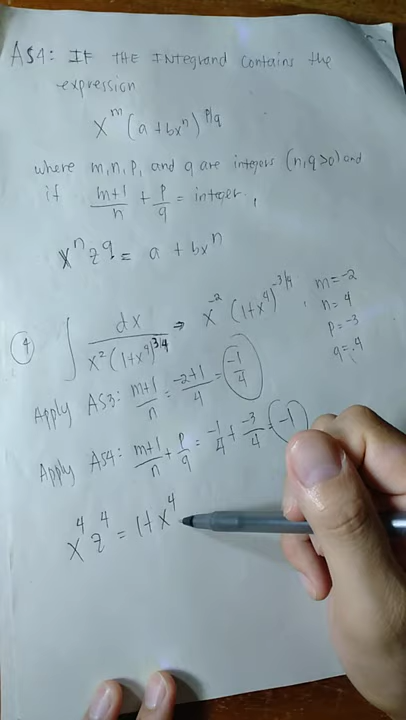 AS4: IF THE Integrand contains the
expression
x^m (a + bx^n)^p/q
where m,n,p, and q are integers (n,q>0) and
if (m+1)/n + p/q = integer,
x^n z^q = a + bx^n
4 ∫ dx / x^2(1+x^4)^3/4 → x^-2 (1+x^4)^-3/4
m = -2
n = 4
p = -3
q = 4
Apply AS3: (m+1)/n = (-2+1)/4 = -1/4
Apply AS4: (m+1)/n + p/q = -1/4 + -3/4 = -1
x^4 z^4 = 1+x^4